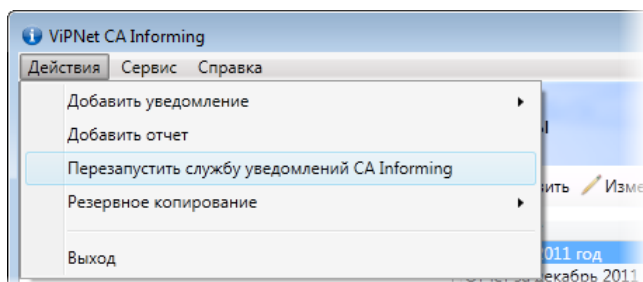 ViPNet CA Informing
Действия Сервис Справка
Добавить уведомление
Добавить отчет
Перезапустить службу уведомлений CA Informing
Резервное копирование
Выход
2011 год
декабрь 2011